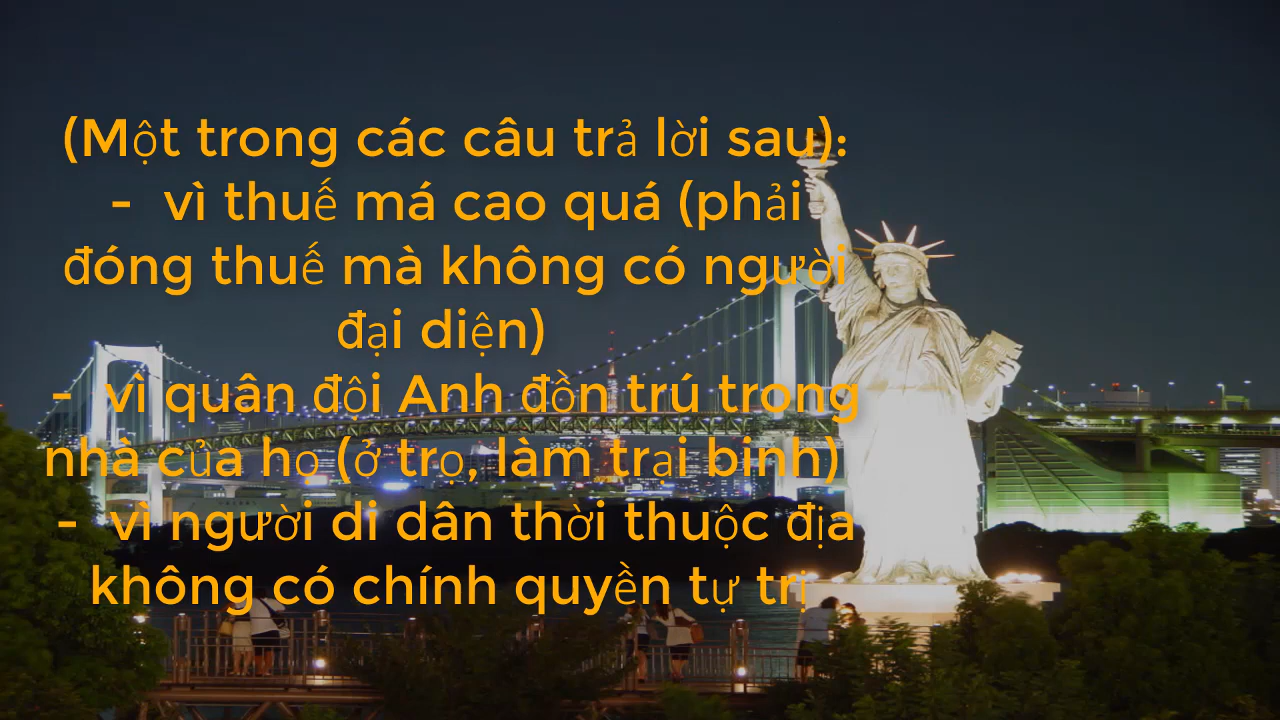 (Một trong các câu trả lời sau):
- vì thuế má cao quá (phải
đóng thuế mà không có người
đại diện)
- vì quân đội Anh đồn trú trong
nhà của họ (ở trọ, làm trại binh)
- vì người di dân thời thuộc địa
không có chính quyền tự trị